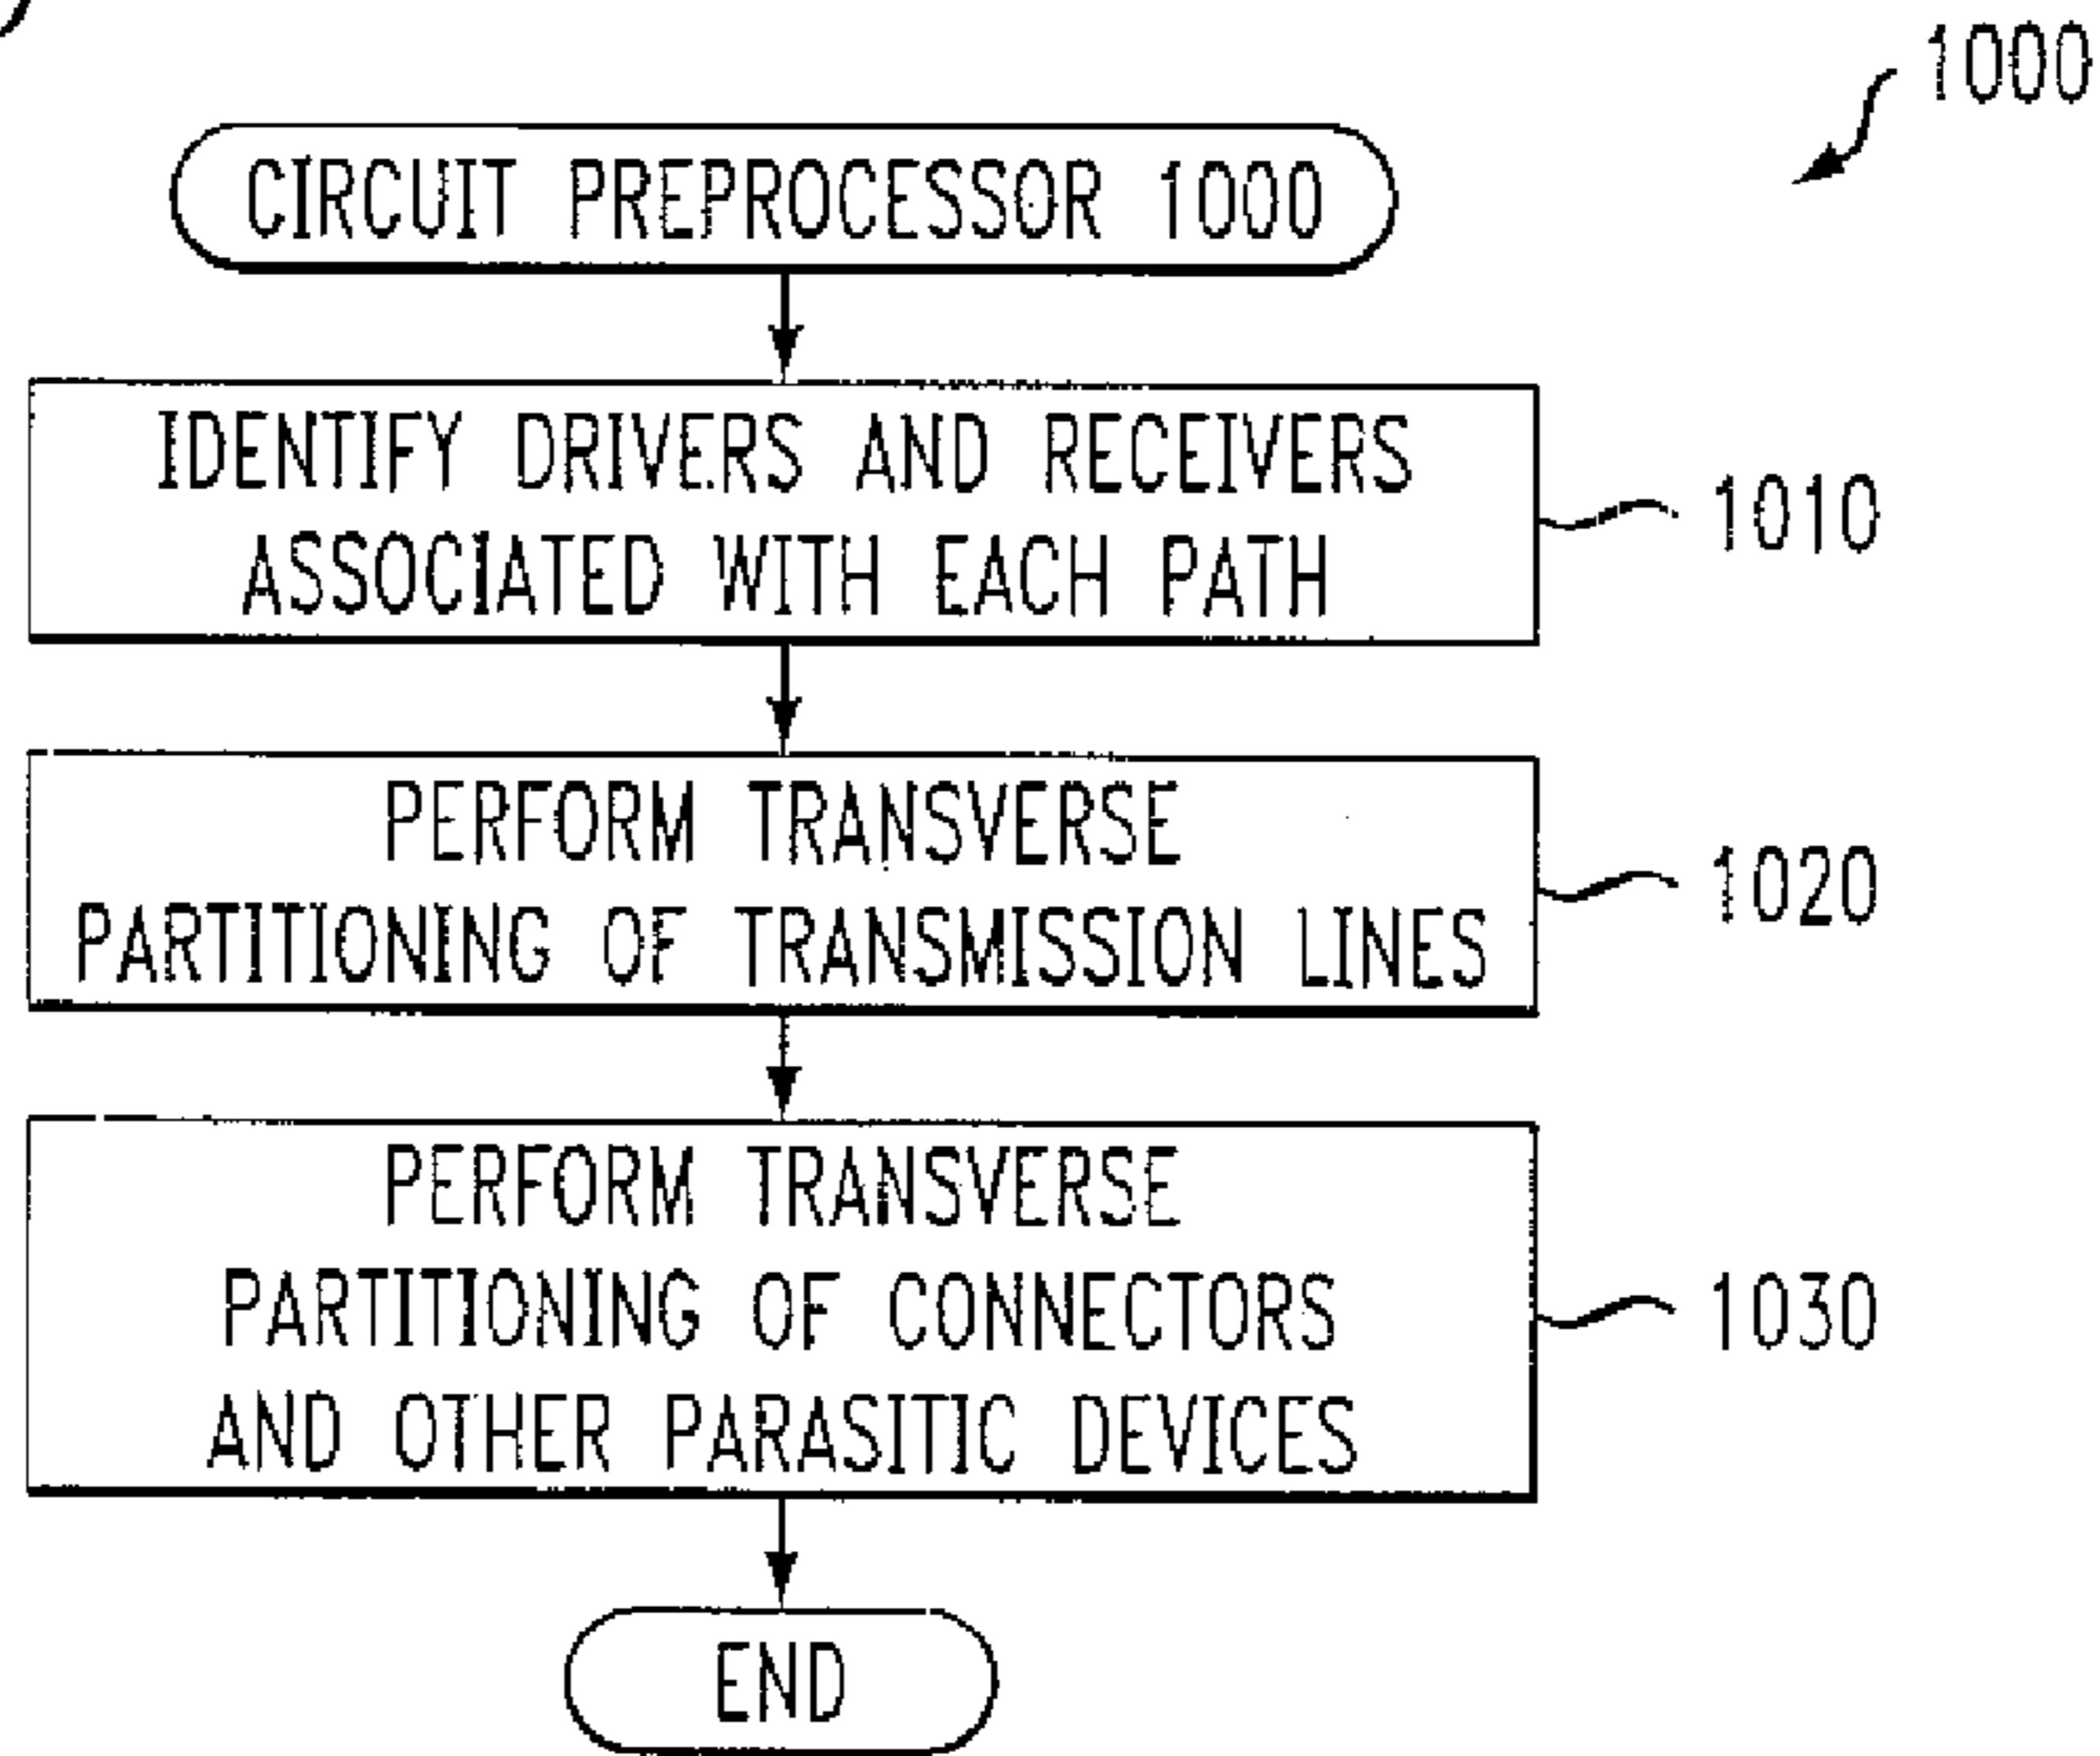 1000
CIRCUIT PREPROCESSOR 1000
IDENTIFY DRIVERS AND RECEIVERS
ASSOCIATED WITH EACH PATH
1010
PERFORM TRANSVERSE
PARTITIONING OF TRANSMISSION LINES
1020
PERFORM TRANSVERSE
PARTITIONING OF CONNECTORS
AND OTHER PARASITIC DEVICES
1030
END